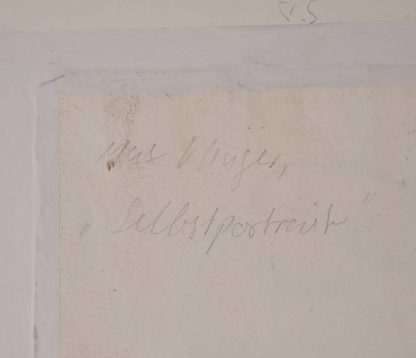 Max Klinger,
„Selbstportrait"